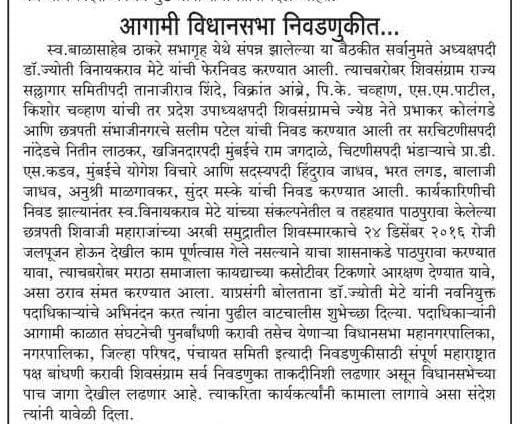 आगामी विधानसभा निवडणुकीत...
स्व.बाळासाहेब ठाकरे सभागृह येथे संपन्न झालेल्या या बैठकीत सर्वानुमते अध्यक्षपदी
डॉ.ज्योती विनायकराव मेटे यांची फेरनिवड करण्यात आली. त्याचबरोबर शिवसंग्राम राज्य
सल्लागार समितीपदी तानाजीराव शिंदे, विक्रांत आंब्रे, पि.के. चव्हाण, एस.एम.पाटील,
किशोर चव्हाण यांची तर प्रदेश उपाध्यक्षपदी शिवसंग्रामचे ज्येष्ठ नेते प्रभाकर कोलंगडे
आणि छत्रपती संभाजीनगरचे सलीम पटेल यांची निवड करण्यात आली तर सरचिटणीसपदी
नांदेडचे नितीन लाठकर, खजिनदारपदी मुंबईचे राम जगदाळे, चिटणीसपदी भंडाऱ्याचे प्रा.डी.
एस.कडव, मुंबईचे योगेश विचारे आणि सदस्यपदी हिंदुराव जाधव, भरत लगड, बालाजी
जाधव, अनुश्री माळगावकर, सुंदर मस्के यांची निवड करण्यात आली. कार्यकारिणीची
निवड झाल्यानंतर स्व.विनायकराव मेटे यांच्या संकल्पनेतील व तहहयात पाठपुरावा केलेल्या
छत्रपती शिवाजी महाराजांच्या अरबी समुद्रातील शिवस्मारकाचे २४ डिसेंबर २०१६ रोजी
जलपूजन होऊन देखील काम पूर्णत्वास गेले नसल्याने याचा शासनाकडे पाठपुरावा करण्यात
यावा, त्याचबरोबर मराठा समाजाला कायद्याच्या कसोटीवर टिकणारे आरक्षण देण्यात यावे,
असा ठराव संमत करण्यात आला. याप्रसंगी बोलताना डॉ.ज्योती मेटे यांनी नवनियुक्त
पदाधिकाऱ्यांचे अभिनंदन करत त्यांना पुढील वाटचालीस शुभेच्छा दिल्या. पदाधिकाऱ्यांनी
आगामी काळात संघटनेची पुनर्बांधणी करावी तसेच येणाऱ्या विधानसभा महानगरपालिका,
नगरपालिका, जिल्हा परिषद, पंचायत समिती इत्यादी निवडणुकीसाठी संपूर्ण महाराष्ट्रात
पक्ष बांधणी करावी शिवसंग्राम सर्व निवडणुका ताकदीनिशी लढणार असून विधानसभेच्या
पाच जागा देखील लढणार आहे. त्याकरिता कार्यकर्त्यांनी कामाला लागावे असा संदेश
त्यांनी यावेळी दिला.